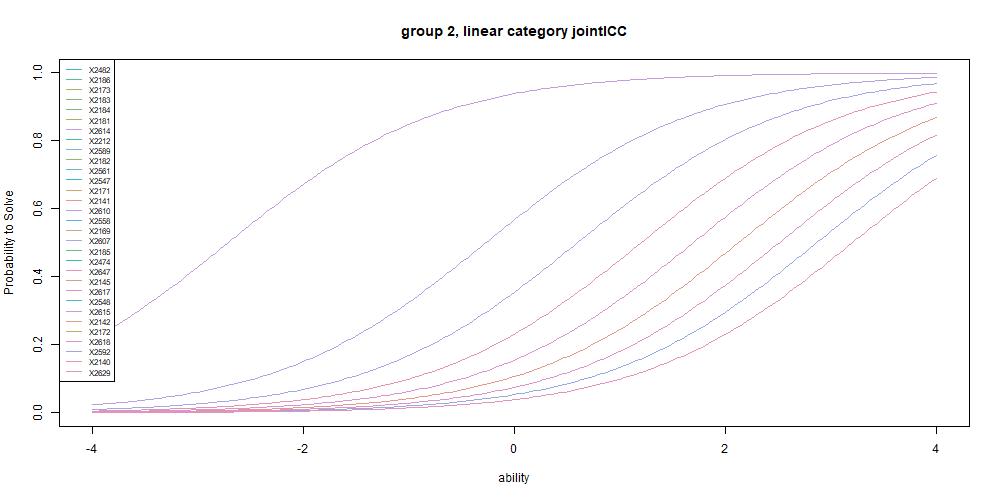 group 2, linear category jointICC
Probability to Solve
1.0
0.8
0.6
0.4
0.2
0.0
X2482
X2186
X2173
X2183
X2184
X2181
X2614
X2212
X2589
X2182
X2561
X2547
X2171
X2141
X2610
X2558
X2169
X2607
X2185
X2474
X2647
X2145
X2617
X2548
X2615
X2142
X2172
X2618
X2592
X2140
X2629
-4 -2 0 2 4
ability